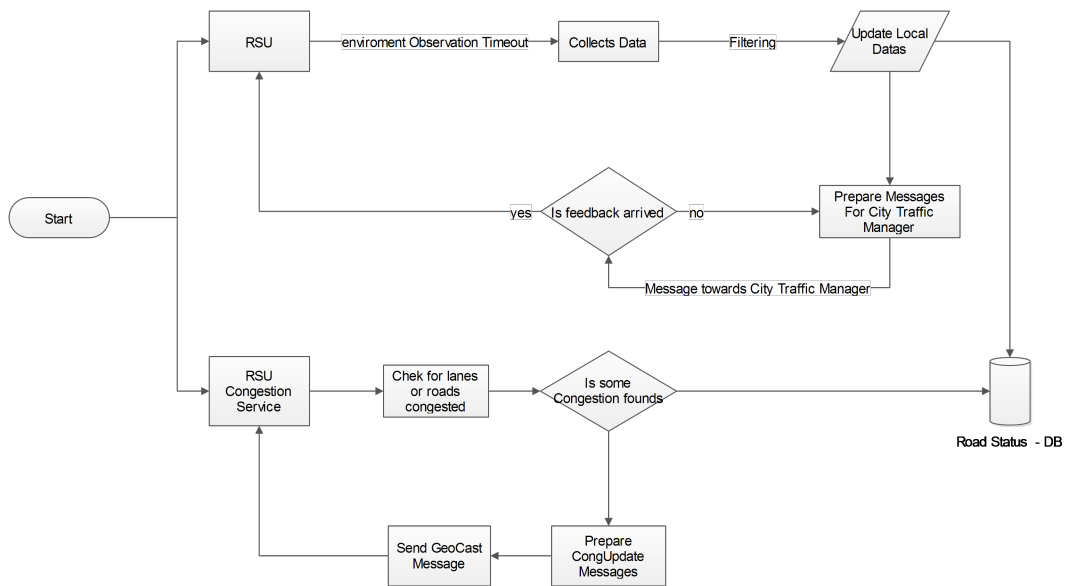 RSU
enviroment Observation Timeout
Collects Data
Filtering
Update Local
Datas
Start
yes
Is feedback arrived
no
Prepare Messages
For City Traffic
Manager
Message towards City Traffic Manager
RSU
Congestion
Service
Chek for lanes
or roads
congested
Is some
Congestion founds
Road Status - DB
Send GeoCast
Message
Prepare
CongUpdate
Messages